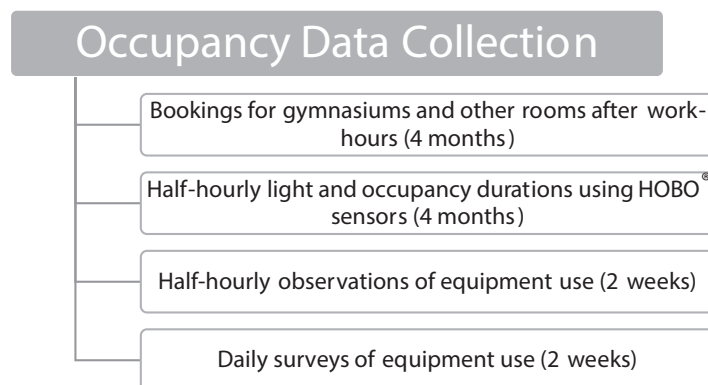 Occupancy Data Collection
Bookings for gymnasiums and other rooms after work-
hours (4 months)
Half-hourly light and occupancy durations using HOBO®
sensors (4 months)
Half-hourly observations of equipment use (2 weeks)
Daily surveys of equipment use (2 weeks)